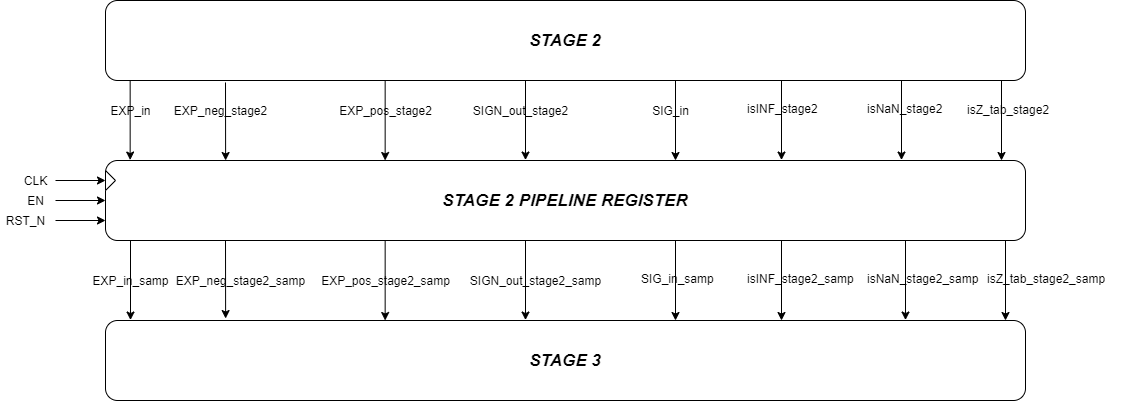 STAGE 2
EXP_in EXP_neg_stage2 EXP_pos_stage2 SIGN_out_stage2 SIG_in isINF_stage2 isNaN_stage2 isZ_tab_stage2
CLK
EN
RST_N
STAGE 2 PIPELINE REGISTER
EXP_in_samp EXP_neg_stage2_samp EXP_pos_stage2_samp SIGN_out_stage2_samp SIG_in_samp isINF_stage2_samp isNaN_stage2_samp isZ_tab_stage2_samp
STAGE 3